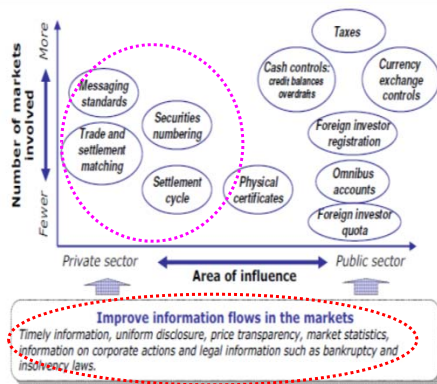 More
Number of markets
involved
Fewer
Taxes
Cash controls:
credit balances
overdrafts
Currency
exchange
controls
Messaging
standards
Securities
numbering
Trade and
settlement
matching
Foreign investor
registration
Settlement
cycle
Physical
certificates
Omnibus
accounts
Foreign investor
quota
Private sector
Area of influence
Public sector
Improve information flows in the markets
Timely information, uniform disclosure, price transparency, market statistics,
information on corporate actions and legal information such as bankruptcy and
insolvency laws.